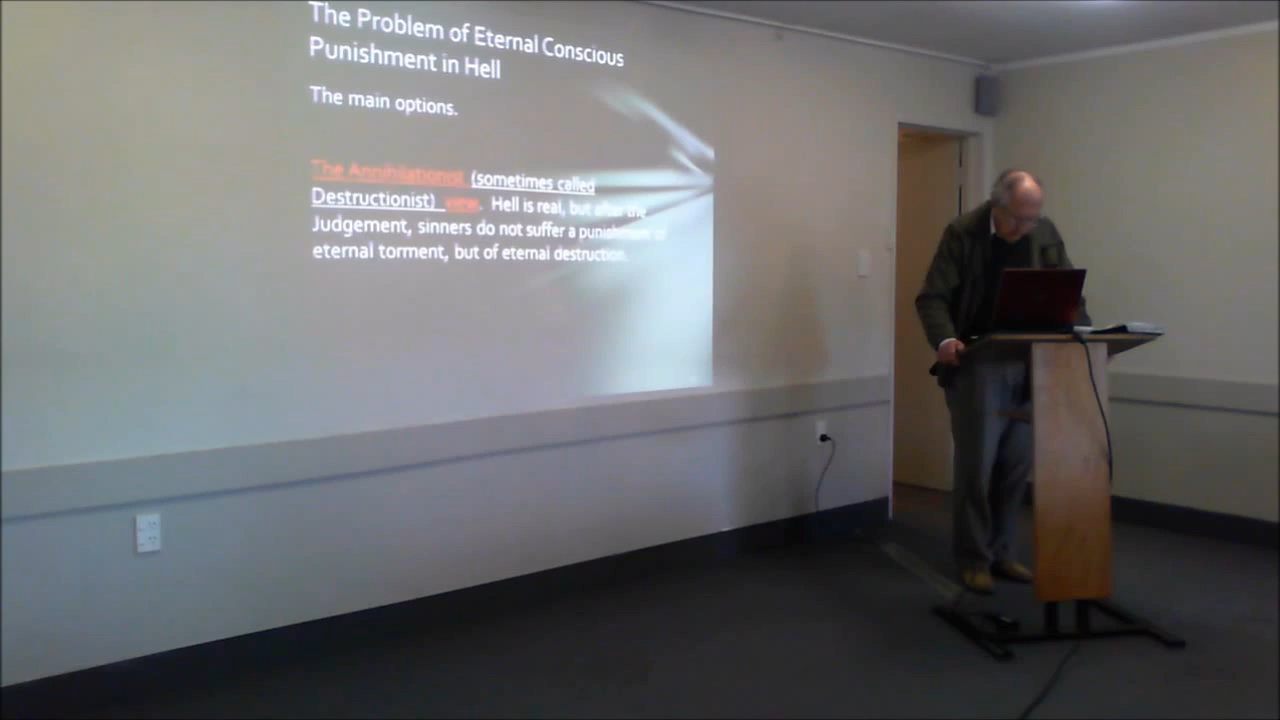 The Problem of Eternal Conscious
Punishment in Hell
The main options.
The Annihilationist (sometimes called
Destructionist) view. Hell is real, but after the
Judgement, sinners do not suffer a punishment of
eternal torment, but of eternal destruction.